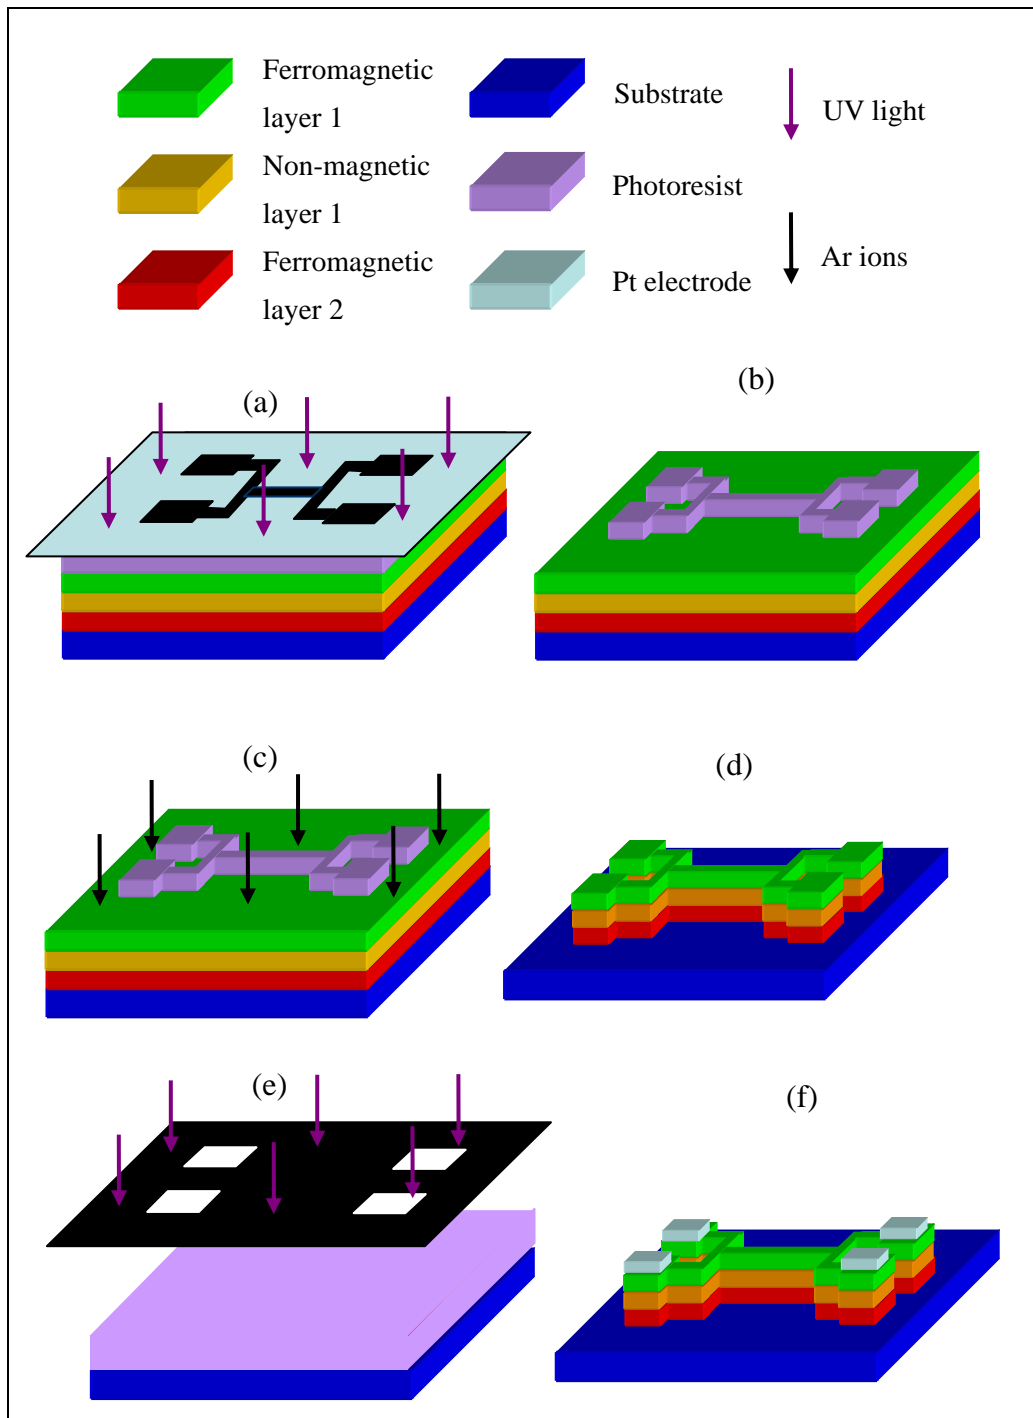 Ferromagnetic
layer 1
Substrate
UV light
Non-magnetic
layer 1
Photoresist
Ferromagnetic
layer 2
Pt electrode
Ar ions
(a)
(b)
(c)
(d)
(e)
(f)